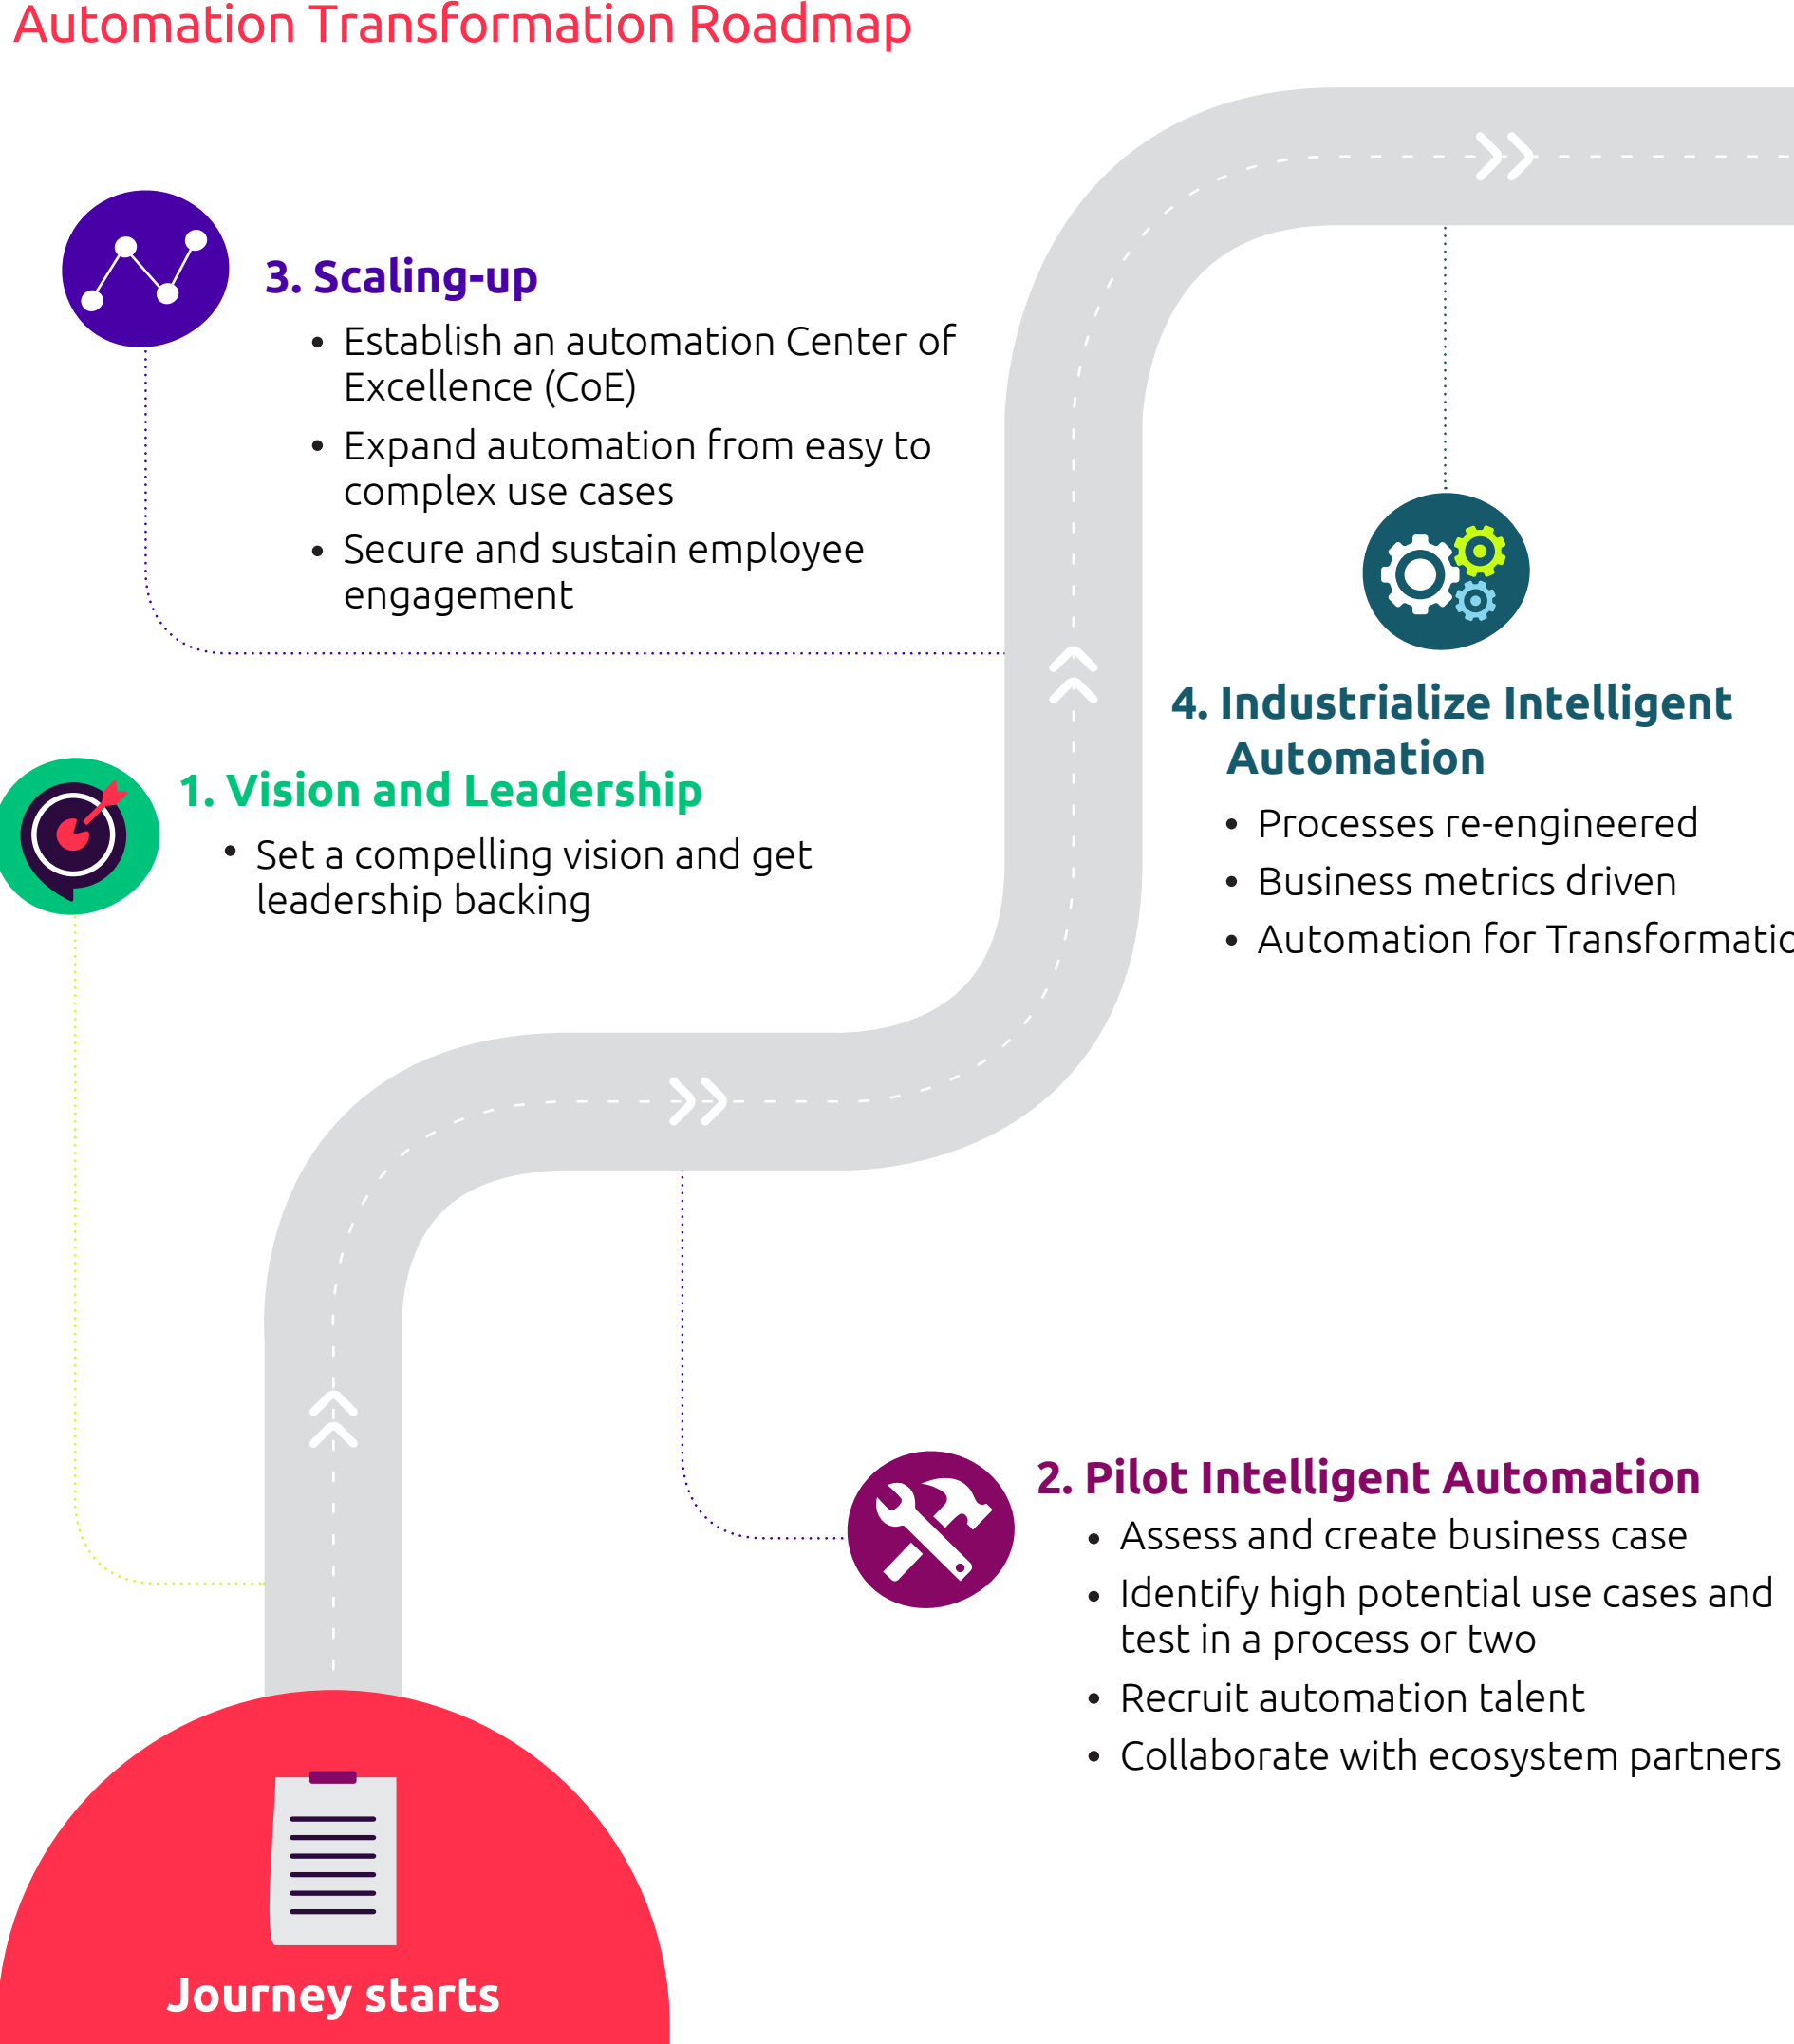 Automation Transformation Roadmap
3. Scaling-up
• Establish an automation Center of
Excellence (CoE)
• Expand automation from easy to
complex use cases
• Secure and sustain employee
engagement
1. Vision and Leadership
• Set a compelling vision and get
leadership backing
4. Industrialize Intelligent
Automation
• Processes re-engineered
• Business metrics driven
• Automation for
2. Pilot Intelligent Automation
• Assess and create business case
• Identify high potential use cases and
test in a process or two
• Recruit automation talent
• Collaborate with ecosystem partners
Journey starts